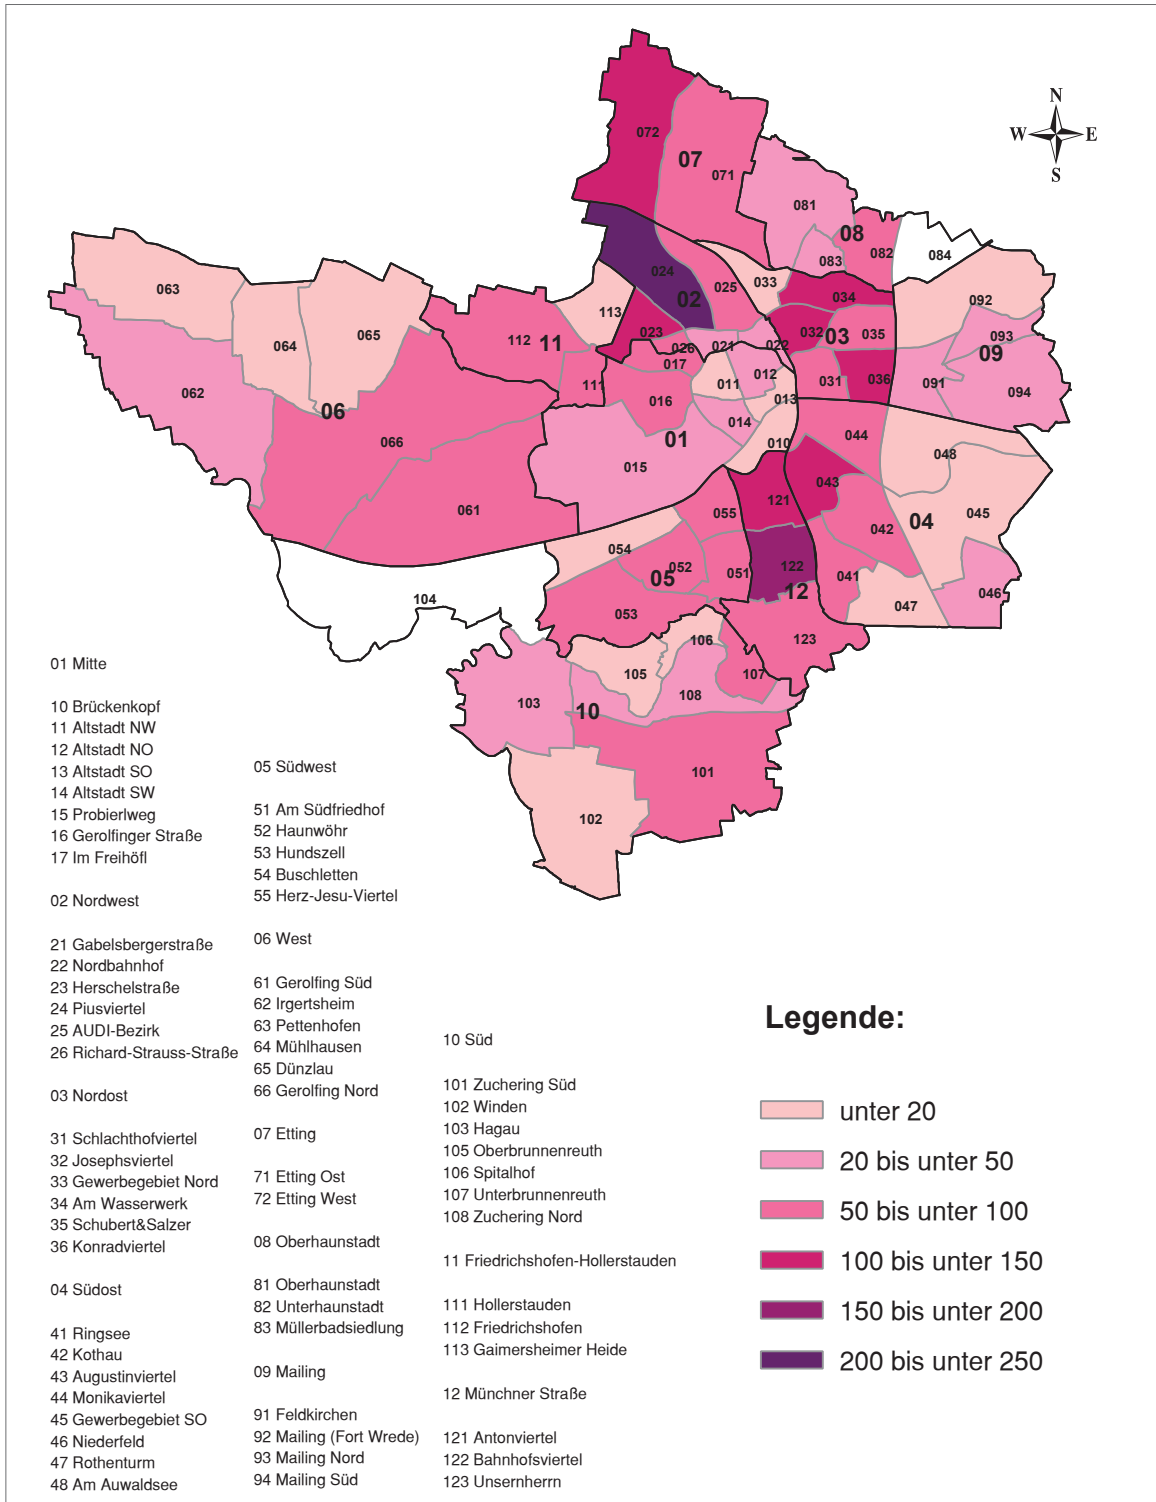 N
W
E
S
072
07
071
081
08
082
083
084
024
02
025
033
034
092
063
113
023
032
03
035
093
09
064
065
112
11
026
021
022
017
012
031
036
091
094
062
111
011
013
06
016
014
066
01
010
044
048
015
043
121
045
061
055
04
042
054
052
05
051
122
041
12
046
104
053
047
106
123
105
107
108
103
10
101
102
01 Mitte
10 Brückenkopf
11 Altstadt NW
12 Altstadt NO
13 Altstadt SO
14 Altstadt SW
15 Probierlweg
16 Gerolfinger Straße
17 Im Freihöfl
02 Nordwest
21 Gabelsbergerstraße
22 Nordbahnhof
23 Herschelstraße
24 Piusviertel
25 AUDI-Bezirk
26 Richard-Strauss-Straße
03 Nordost
31 Schlachthofviertel
32 Josephsviertel
33 Gewerbegebiet Nord
34 Am Wasserwerk
35 Schubert&Salzer
36 Konradviertel
04 Südost
41 Ringsee
42 Kothau
43 Augustinviertel
44 Monikaviertel
45 Gewerbegebiet SO
46 Niederfeld
47 Rothenturm
48 Am Auwaldsee
05 Südwest
51 Am Südfriedhof
52 Haunwöhr
53 Hundszell
54 Buschletten
55 Herz-Jesu-Viertel
06 West
61 Gerolfing Süd
62 Irgertsheim
63 Pettenhofen
64 Mühlhausen
65 Dünzlau
66 Gerolfing Nord
07 Etting
71 Etting Ost
72 Etting West
08 Oberhaunstadt
81 Oberhaunstadt
82 Unterhaunstadt
83 Müllerbadsiedlung
09 Mailing
91 Feldkirchen
92 Mailing (Fort Wrede)
93 Mailing Nord
94 Mailing Süd
10 Süd
101 Zuchering Süd
102 Winden
103 Hagau
105 Oberbrunnenreuth
106 Spitalhof
107 Unterbrunnenreuth
108 Zuchering Nord
11 Friedrichshofen-Hollerstauden
111 Hollerstauden
112 Friedrichshofen
113 Gaimersheimer Heide
12 Münchner Straße
121 Antonviertel
122 Bahnhofsviertel
123 Unsernherrn
Legende:
unter 20
20 bis unter 50
50 bis unter 100
100 bis unter 150
150 bis unter 200
200 bis unter 250